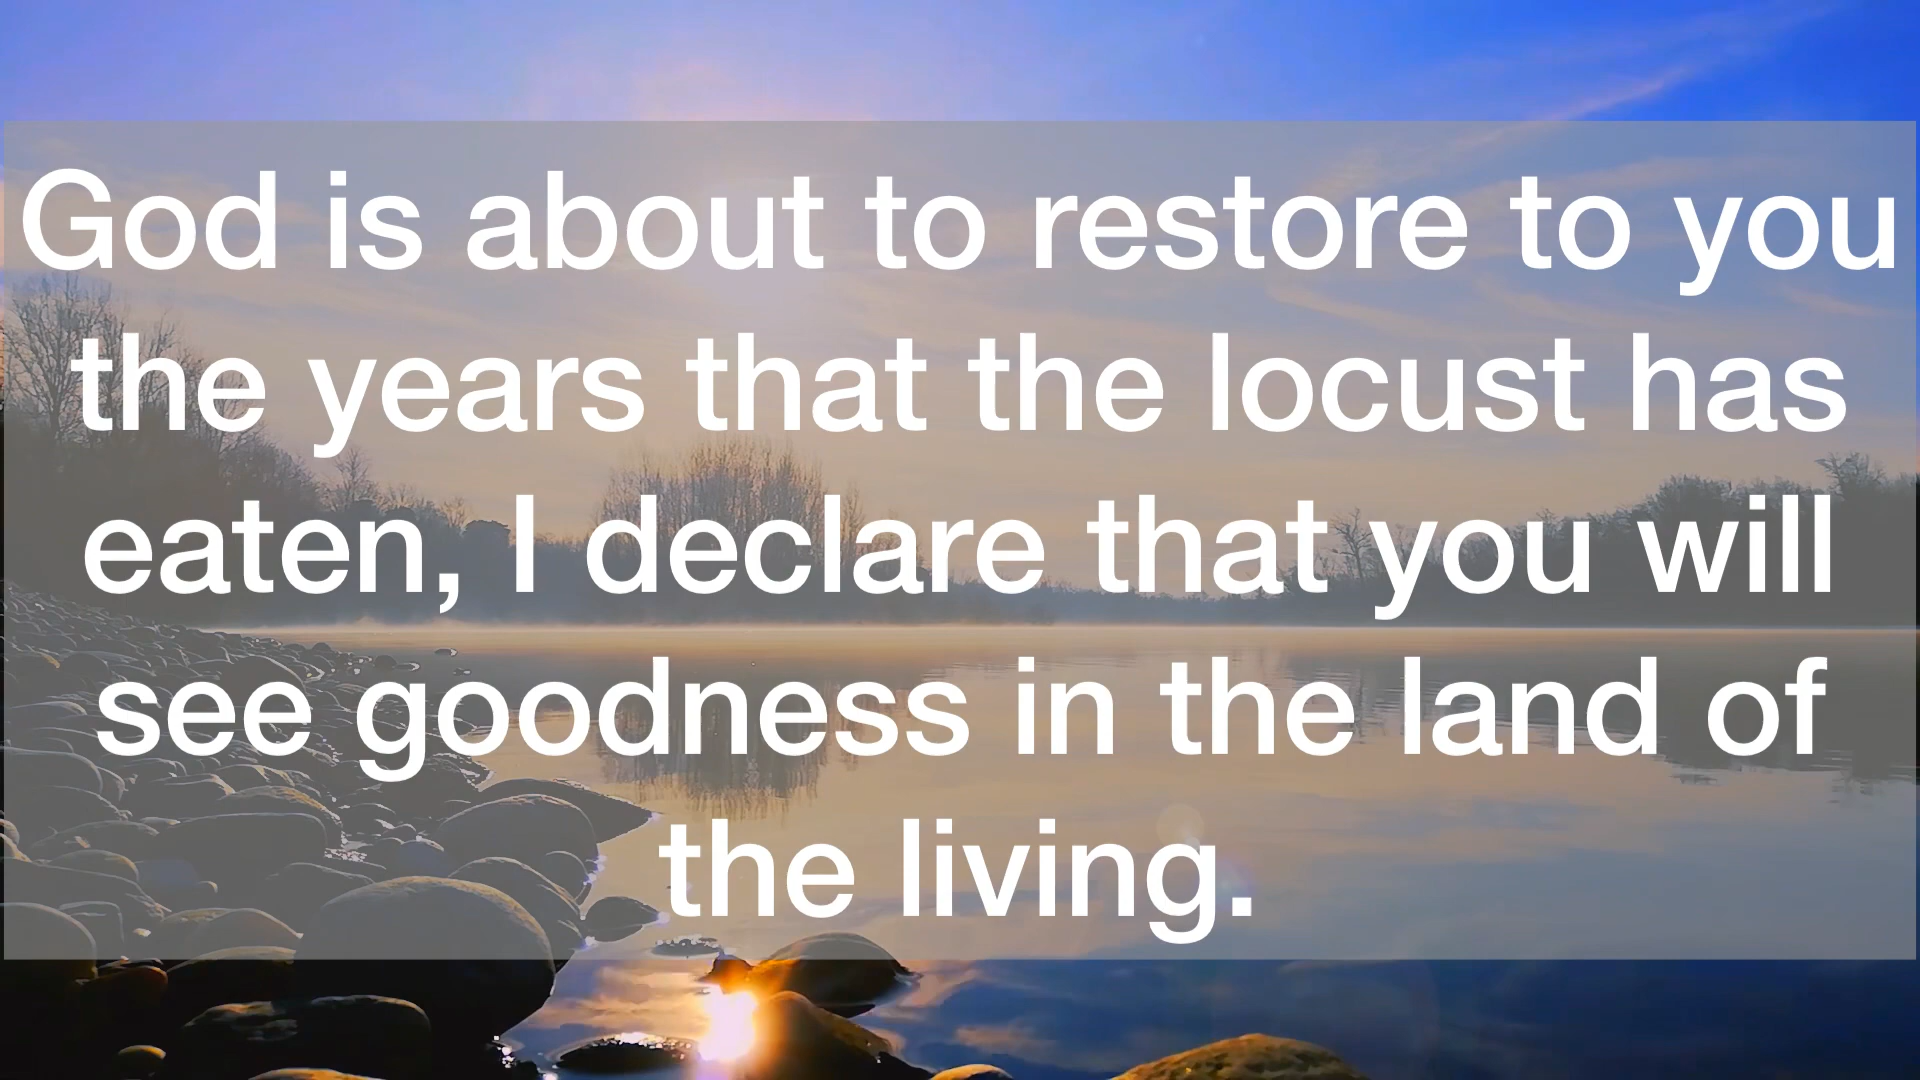 God is about to restore to you
the years that the locust has
eaten, I declare that you will
see goodness in the land of
the living.